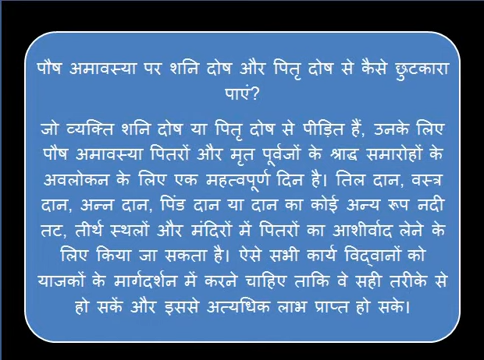 पौष अमावस्या पर शनि दोष और पितृ दोष से कैसे छुटकारा
पाएं?
जो व्यक्ति शनि दोष या पितृ दोष से पीड़ित हैं, उनके लिए
पौष अमावस्या पितरों और मृत पूर्वजों के श्राद्ध समारोहों के
अवलोकन के लिए एक महत्वपूर्ण दिन है। तिल दान, वस्त्र
दान, अन्न दान, पिंड दान या दान का कोई अन्य रूप नदी
तट, तीर्थ स्थलों और मंदिरों में पितरों का आशीर्वाद लेने के
लिए किया जा सकता है। ऐसे सभी कार्य विद्वानों को
याजकों के मार्गदर्शन में करने चाहिए ताकि वे सही तरीके से
हो सकें और इससे अत्यधिक लाभ प्राप्त हो सके।